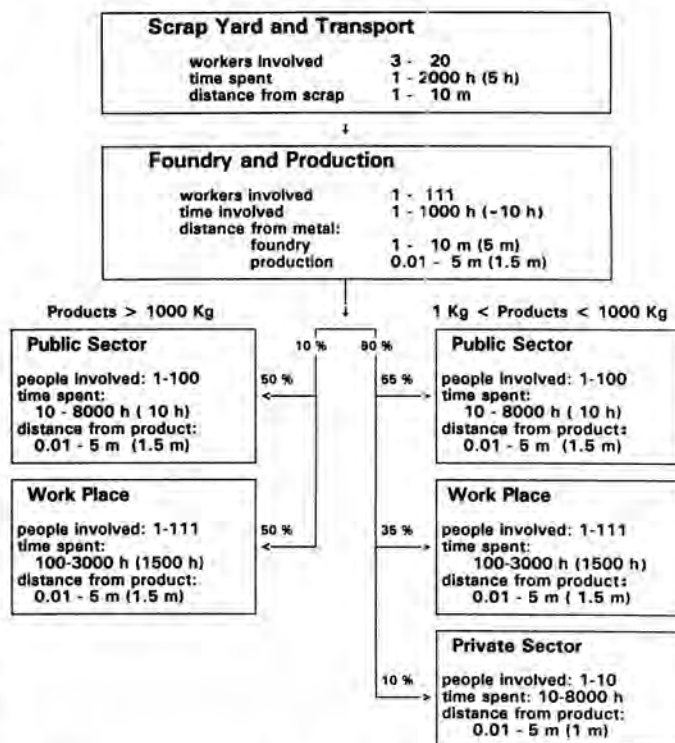 Scrap Yard and Transport
workers involved 3 - 20
time spent 1 - 2000 h (5 h)
distance from scrap 1 - 10 m
Foundry and Production
workers involved 1 - 111
time involved 1 - 1000 h (-10 h)
distance from metal:
foundry 1 - 10 m (5 m)
production 0.01 - 5 m (1.5 m)
Products > 1000 Kg
1 Kg < Products < 1000 Kg
10 % 90 %
Public Sector
people involved: 1-100
time spent:
10 - 8000 h ( 10 h)
distance from product:
0.01 - 5 m (1.5 m)
50 %
55 %
Public Sector
people involved: 1-100
time spent:
10 - 8000 h ( 10 h)
distance from product:
0.01 - 5 m (1.5 m)
Work Place
people involved: 1-111
time spent:
100-3000 h (1500 h)
distance from product:
0.01 - 5 m (1.5 m)
50 %
35 %
Work Place
people involved: 1-111
time spent:
100-3000 h (1500 h)
distance from product:
0.01 - 5 m ( 1.5 m)
10 %
Private Sector
people involved: 1-10
time spent: 10-8000 h
distance from product:
0.01 - 5 m (1 m)